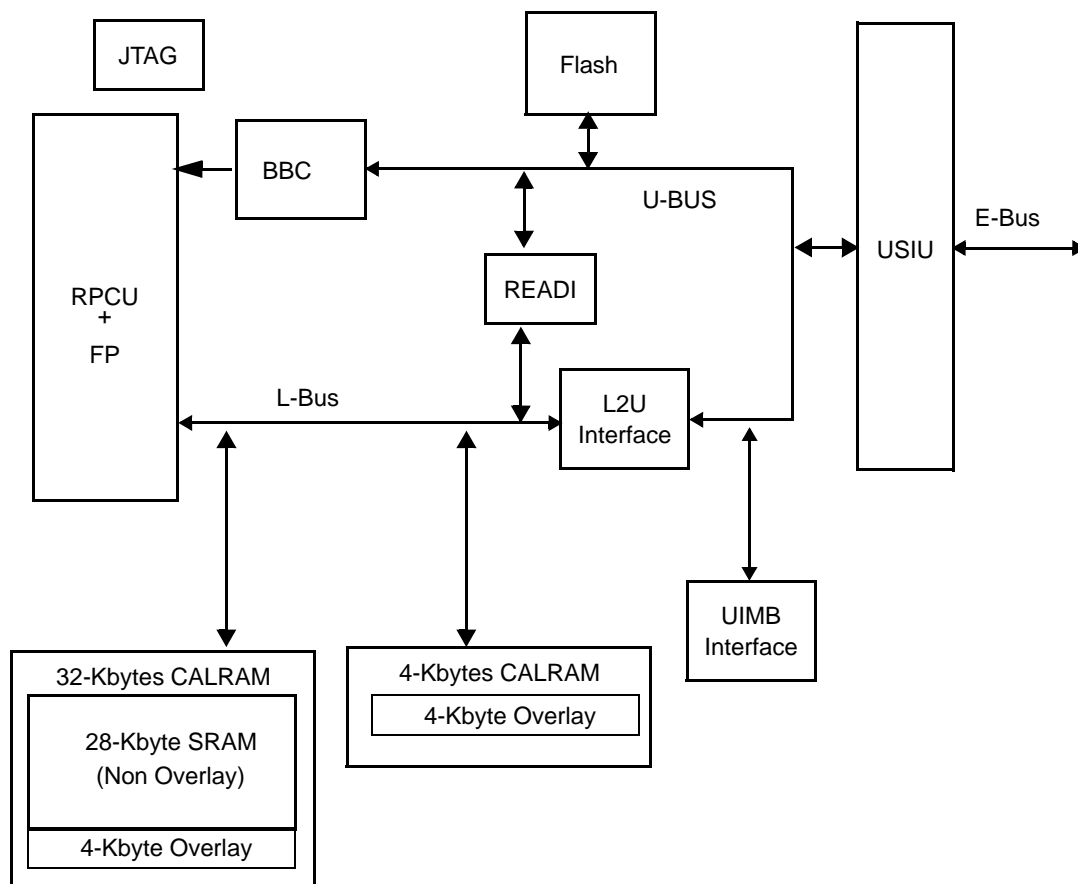 JTAG
Flash
BBC
U-BUS
E-Bus
USIU
READI
RPCU
+
FP
L-Bus
L2U
Interface
UIMB
Interface
32-Kbytes CALRAM
28-Kbyte SRAM
(Non Overlay)
4-Kbyte Overlay
4-Kbytes CALRAM
4-Kbyte Overlay